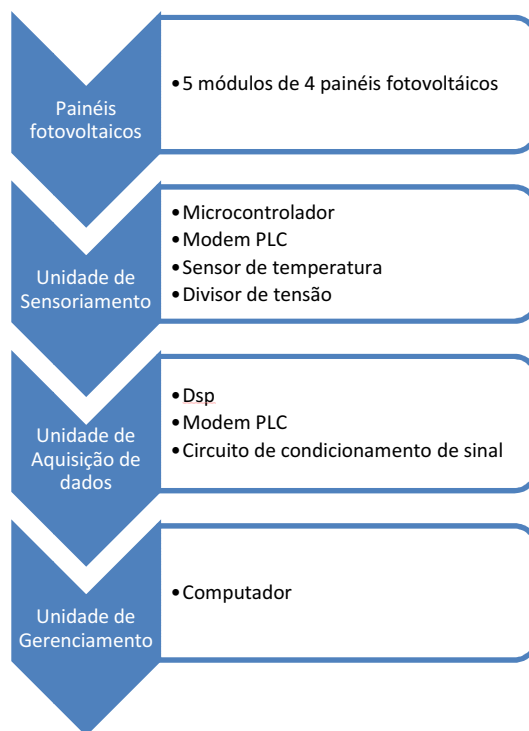 Painéis
fotovoltaicos
•5 módulos de 4 painéis fotovoltáicos
Unidade de
Sensoriamento
•Microcontrolador
•Modem PLC
•Sensor de temperatura
•Divisor de tensão
Unidade de
Aquisição de
dados
•Dsp
•Modem PLC
•Circuito de condicionamento de sinal
Unidade de
Gerenciamento
•Computador